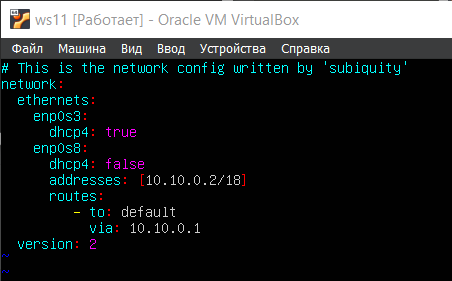 ws11 [Работает] - Oracle VM VirtualBox
Файл Машина Вид Ввод Устройства Справка
# This is the network config written by 'subiquity'
network:
  ethernets:
    enp0s3:
      dhcp4: true
    enp0s8:
      dhcp4: false
      addresses: [10.10.0.2/18]
      routes:
         - to: default
           via: 10.10.0.1
  version: 2
~
~